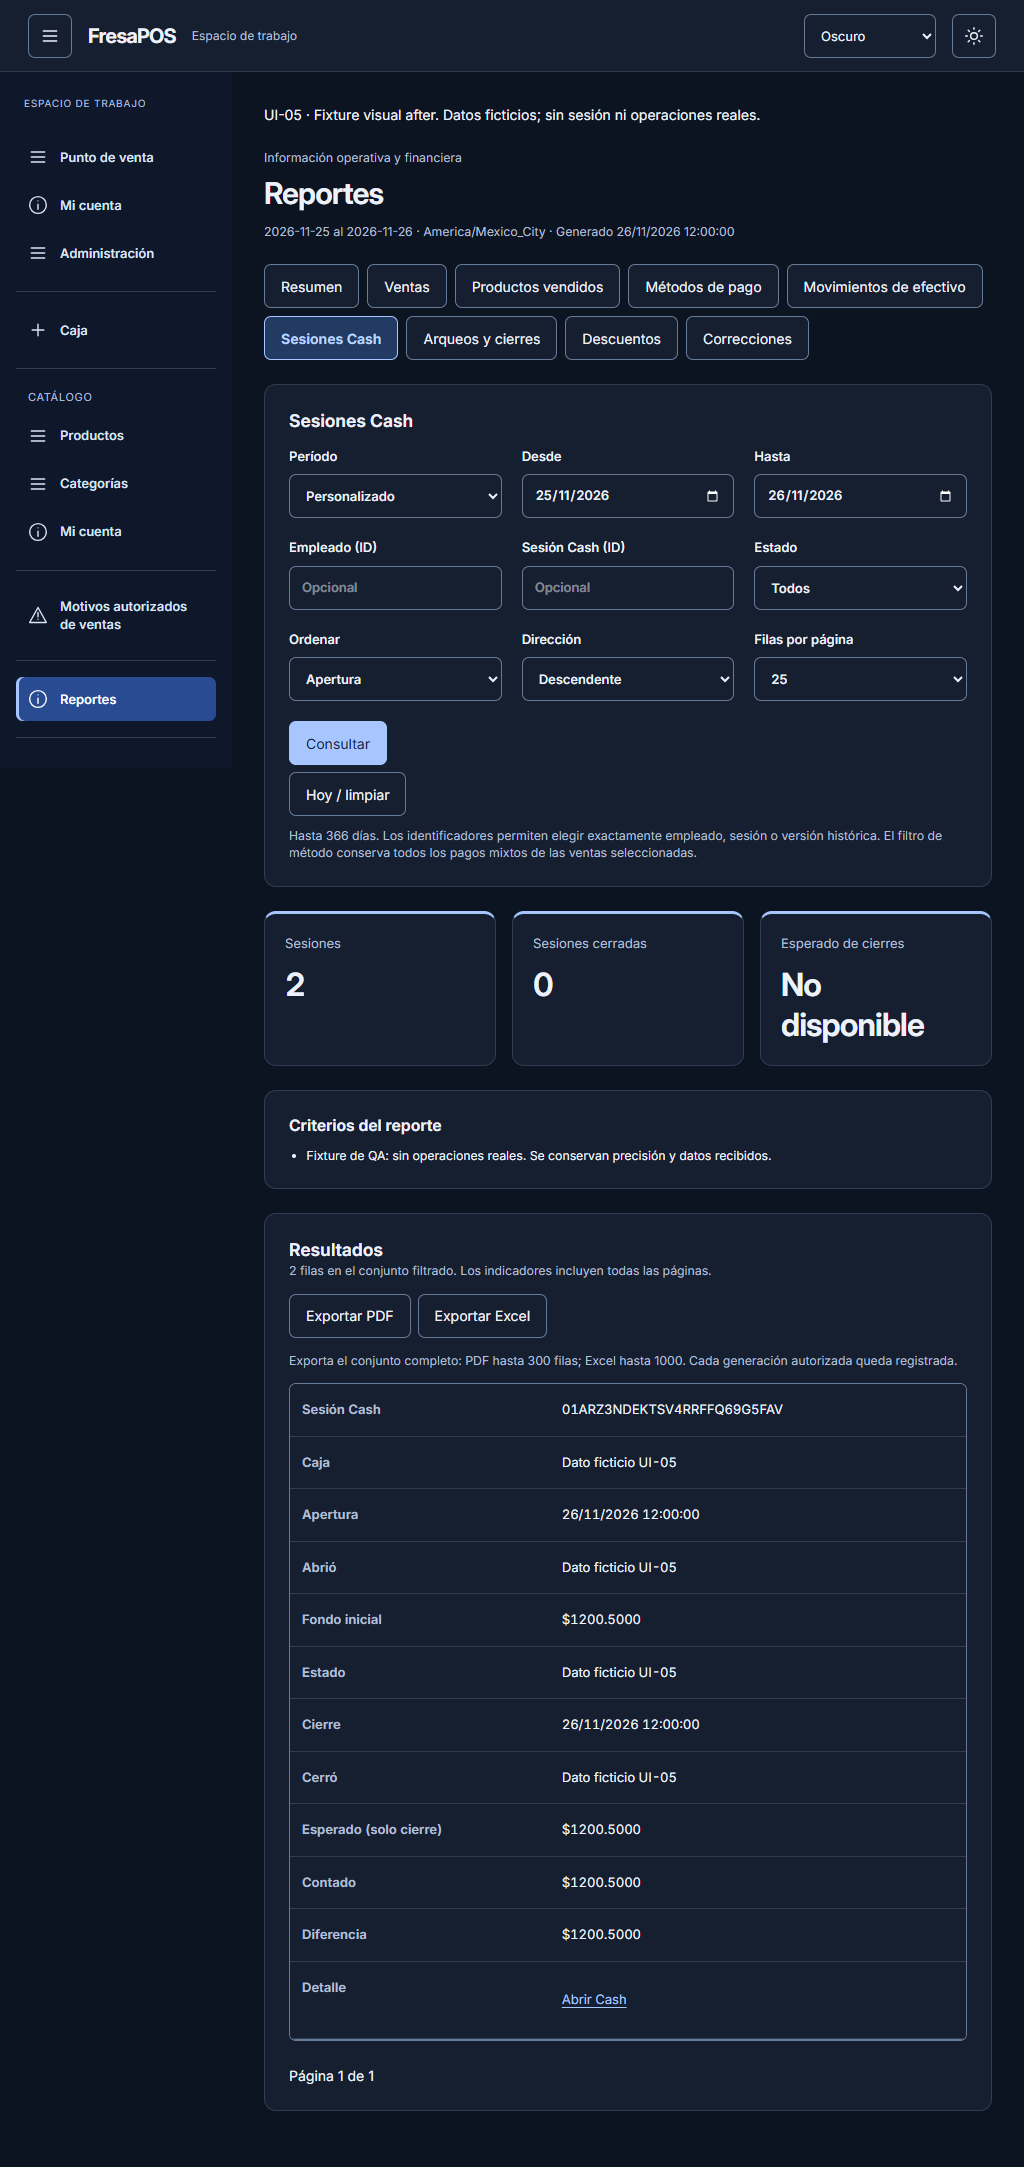 FresaPOS
Espacio de trabajo
Oscuro
ESPACIO DE TRABAJO
Punto de venta
Mi cuenta
Administración
Caja
CATÁLOGO
Productos
Categorías
Mi cuenta
Motivos autorizados
de ventas
Reportes
UI-05 · Fixture visual after. Datos ficticios; sin sesión ni operaciones reales.
Información operativa y financiera
Reportes
2026-11-25 al 2026-11-26 · America/Mexico_City · Generado 26/11/2026 12:00:00
Resumen
Ventas
Productos vendidos
Métodos de pago
Movimientos de efectivo
Sesiones Cash
Arqueos y cierres
Descuentos
Correcciones
Sesiones Cash
Período
Desde
Hasta
Personalizado
25/11/2026
26/11/2026
Empleado (ID)
Sesión Cash (ID)
Estado
Opcional
Opcional
Todos
Ordenar
Dirección
Filas por página
Apertura
Descendente
25
Consultar
Hoy / limpiar
Hasta 366 días. Los identificadores permiten elegir exactamente empleado, sesión o versión histórica. El filtro de
método conserva todos los pagos mixtos de las ventas seleccionadas.
Sesiones
2
Sesiones cerradas
0
Esperado de cierres
No
disponible
Criterios del reporte
• Fixture de QA: sin operaciones reales. Se conservan precisión y datos recibidos.
Resultados
2 filas en el conjunto filtrado. Los indicadores incluyen todas las páginas.
Exportar PDF
Exportar Excel
Exporta el conjunto completo: PDF hasta 300 filas; Excel hasta 1000. Cada generación autorizada queda registrada.
Sesión Cash 01ARZ3NDEKTSV4RRFFQ69G5FAV
Caja Dato ficticio UI-05
Apertura 26/11/2026 12:00:00
Abrió Dato ficticio UI-05
Fondo inicial $1200.5000
Estado Dato ficticio UI-05
Cierre 26/11/2026 12:00:00
Cerró Dato ficticio UI-05
Esperado (solo cierre) $1200.5000
Contado $1200.5000
Diferencia $1200.5000
Detalle Abrir Cash
Página 1 de 1